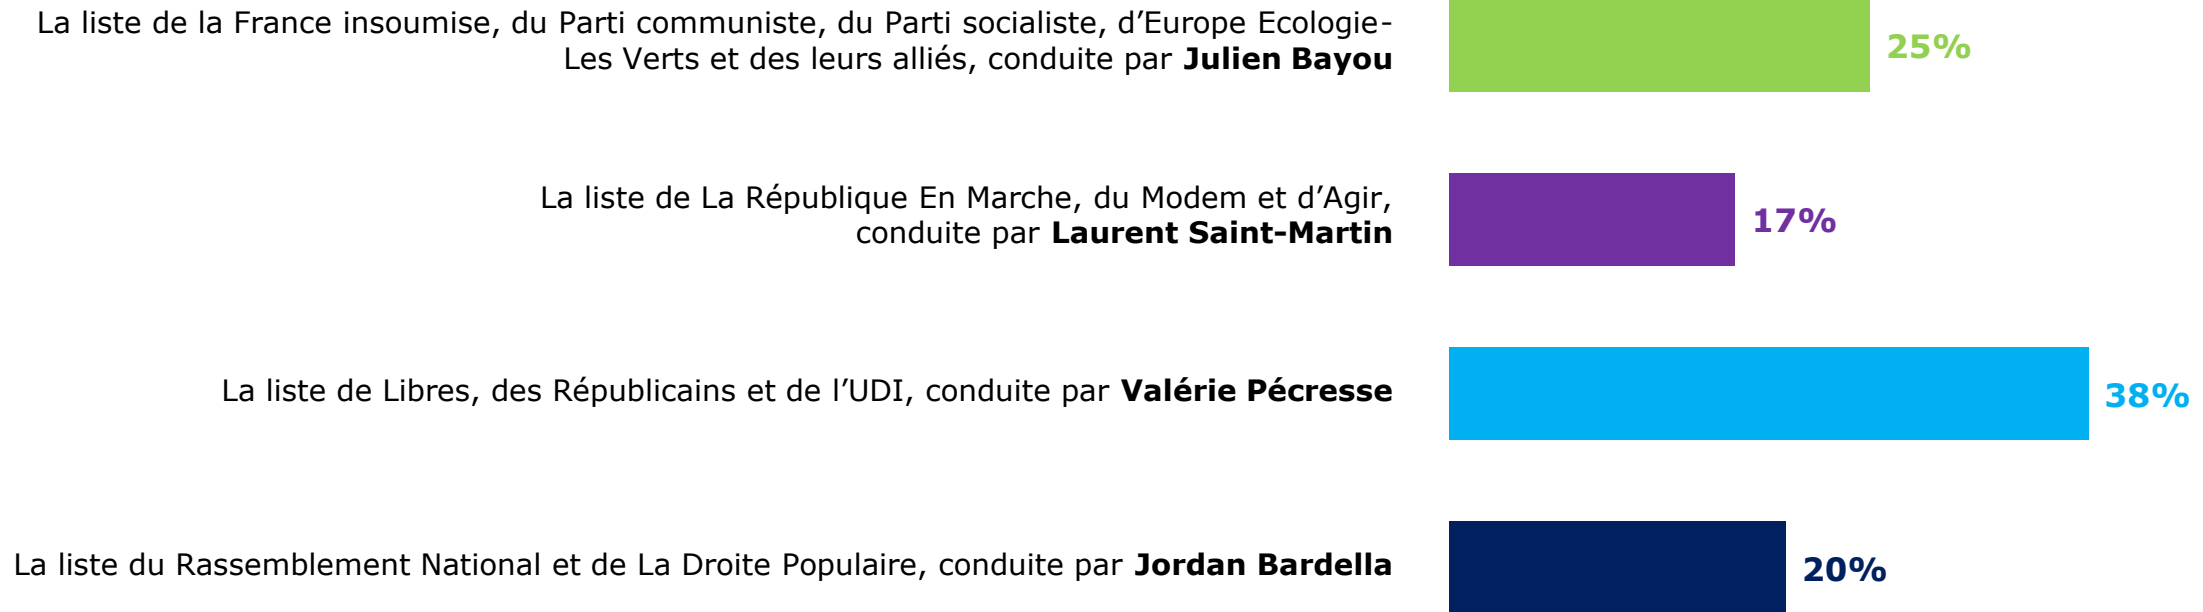 La liste de la France insoumise, du Parti communiste, du Parti socialiste, d’Europe Ecologie-
Les Verts et des leurs alliés, conduite par Julien Bayou
25%
La liste de La République En Marche, du Modem et d’Agir,
conduite par Laurent Saint-Martin
17%
La liste de Libres, des Républicains et de l’UDI, conduite par Valérie Pécresse
38%
La liste du Rassemblement National et de La Droite Populaire, conduite par Jordan Bardella
20%